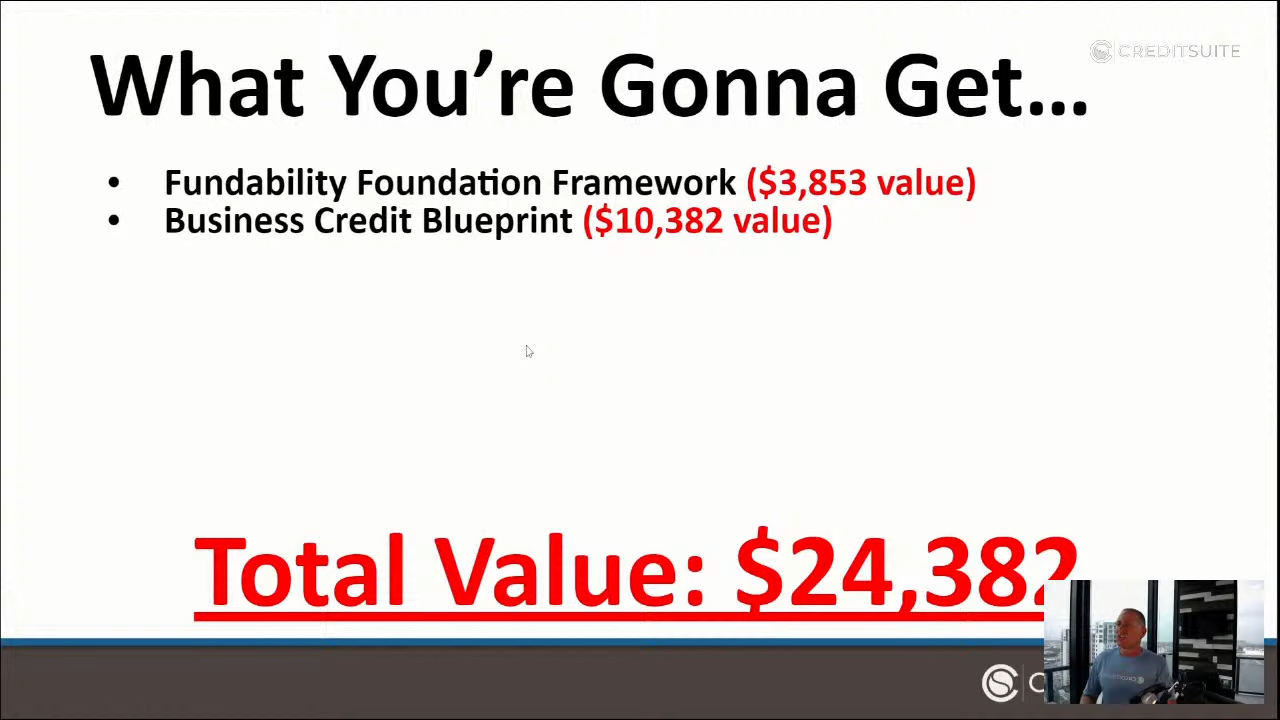 CREDITSUITE
What You’re Gonna Get...
• Fundability Foundation Framework ($3,853 value)
• Business Credit Blueprint ($10,382 value)
Total Value: $24,382